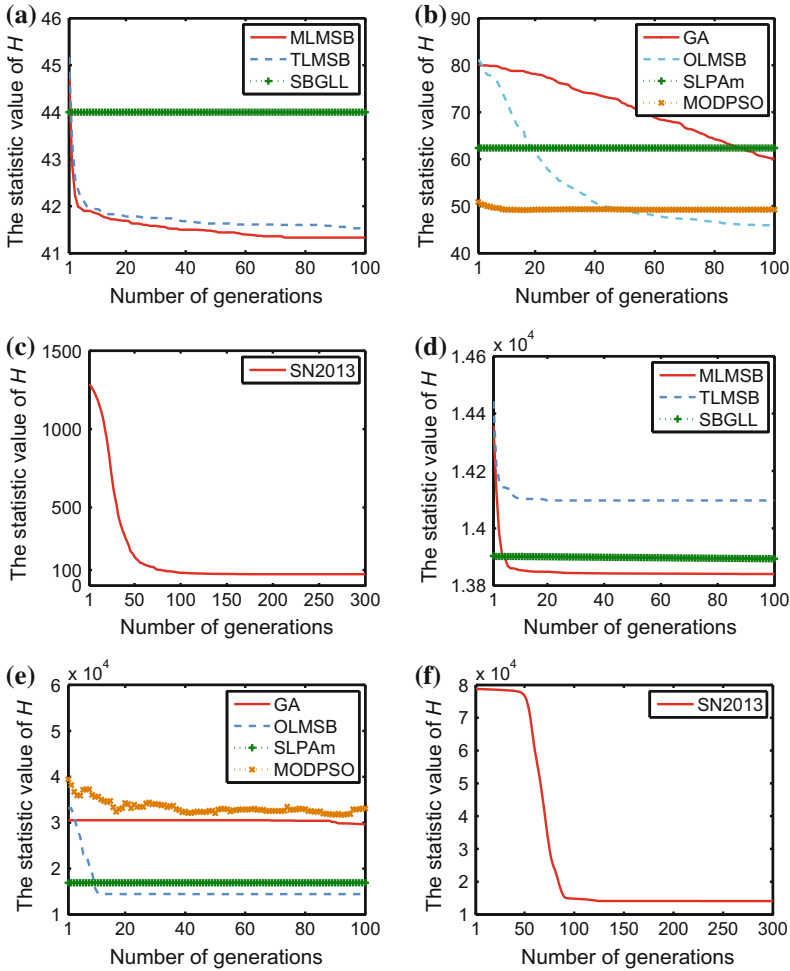 (a)
The statistic value of H
46
45
44
43
42
41
MLMSB
TLMSB
SBGLL
1 20 40 60 80 100
Number of generations
(b)
The statistic value of H
90
80
70
60
50
40
GA
OLMSB
SLPAm
MODPSO
1 20 40 60 80 100
Number of generations
(c)
The statistic value of H
1500
1000
500
100
0
SN2013
1 50 100 150 200 250 300
Number of generations
(d)
x 10^4
The statistic value of H
1.46
1.44
1.42
1.4
1.38
MLMSB
TLMSB
SBGLL
1 20 40 60 80 100
Number of generations
(e)
x 10^4
The statistic value of H
6
5
4
3
2
1
GA
OLMSB
SLPAm
MODPSO
1 20 40 60 80 100
Number of generations
(f)
x 10^4
The statistic value of H
8
6
4
2
0
SN2013
1 50 100 150 200 250 300
Number of generations